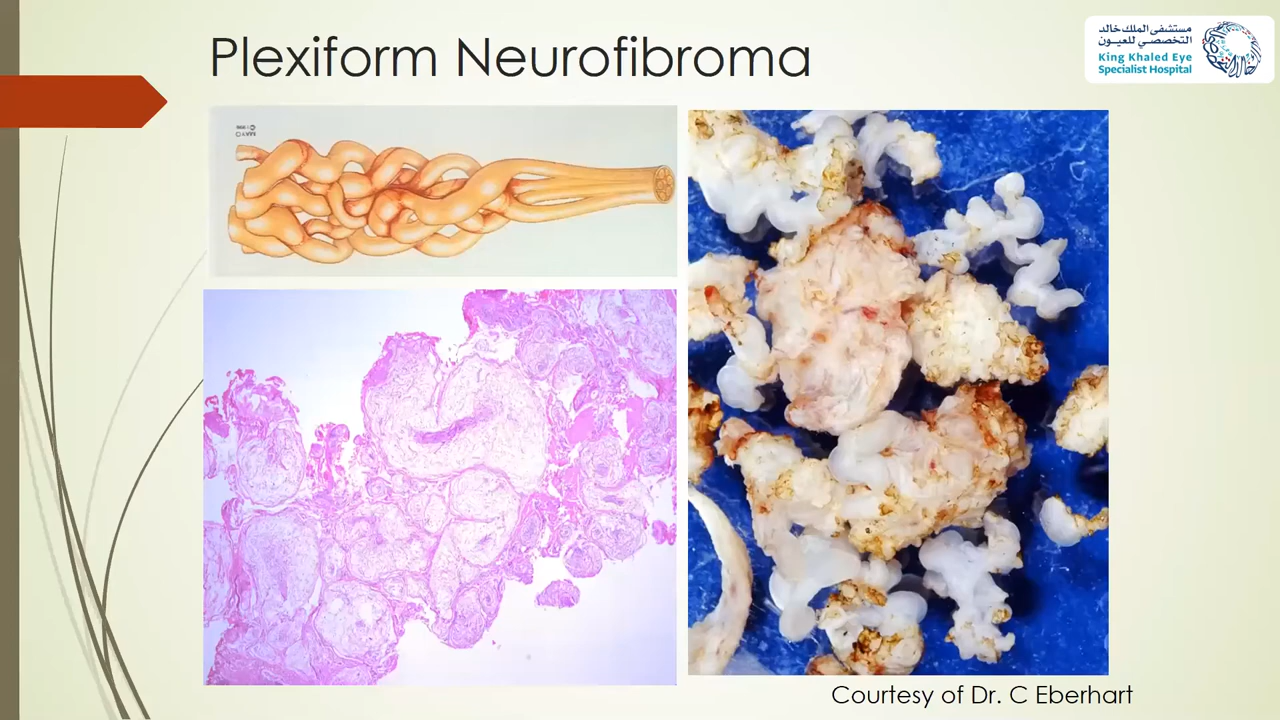 Plexiform Neurofibroma
مستشفى الملك خالد
التخصصي للعيون
King Khaled Eye
Specialist Hospital
Courtesy of Dr. C Eberhart